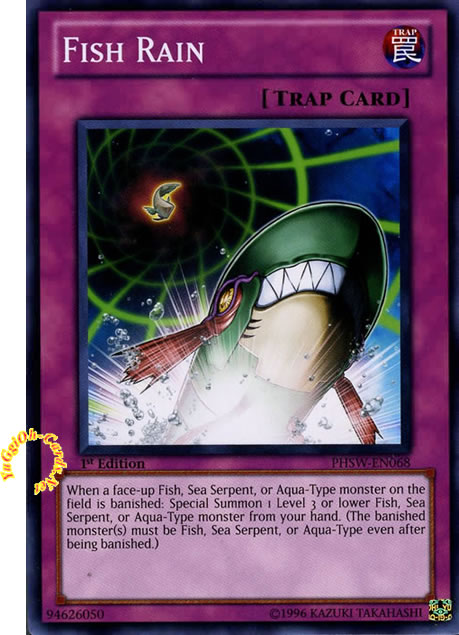 FISH RAIN
TRAP
罠
[ TRAP CARD ]
1st Edition
PHSW-EN068
YuGgiOh-Cards.Net
When a face-up Fish, Sea Serpent, or Aqua-Type monster on the
field is banished: Special Summon 1 Level 3 or lower Fish, Sea
Serpent, or Aqua-Type monster from your hand. (The banished
monster(s) must be Fish, Sea Serpent, or Aqua-Type even after
being banished.)
94626050
©1996 KAZUKI TAKAHASHI